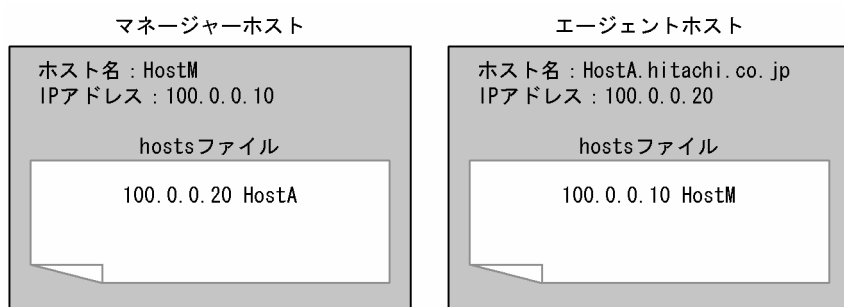 マネージャーホスト
ホスト名：HostM
IPアドレス：100.0.0.10
hostsファイル
100.0.0.20 HostA
エージェントホスト
ホスト名：HostA.hitachi.co.jp
IPアドレス：100.0.0.20
hostsファイル
100.0.0.10 HostM